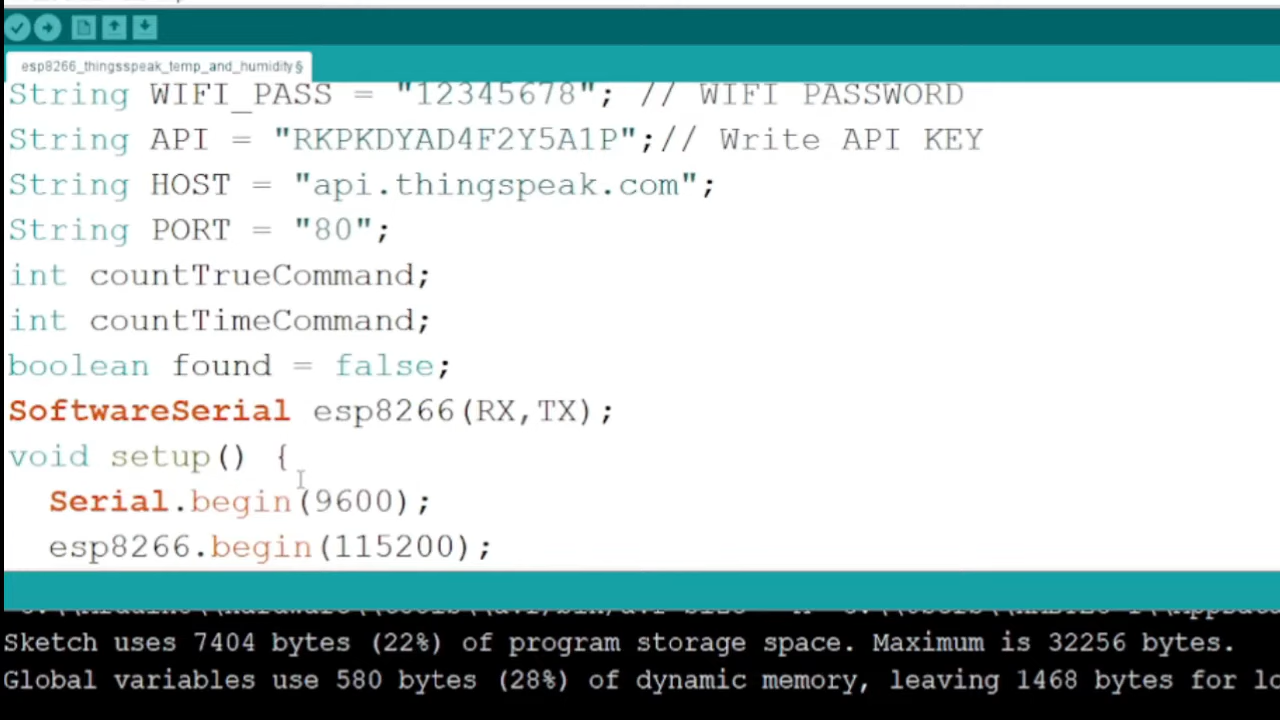 esp8266_thingsspeak_temp_and_humidity§
String WIFI_PASS = "12345678"; // WIFI PASSWORD
String API = "RKPKDYAD4F2Y5A1P";// Write API KEY
String HOST = "api.thingspeak.com";
String PORT = "80";
int countTrueCommand;
int countTimeCommand;
boolean found = false;
SoftwareSerial esp8266(RX,TX);
void setup() {
Serial.begin(9600);
esp8266.begin(115200);
Sketch uses 7404 bytes (22%) of program storage space. Maximum is 32256 bytes.
Global variables use 580 bytes (28%) of dynamic memory, leaving 1468 bytes for